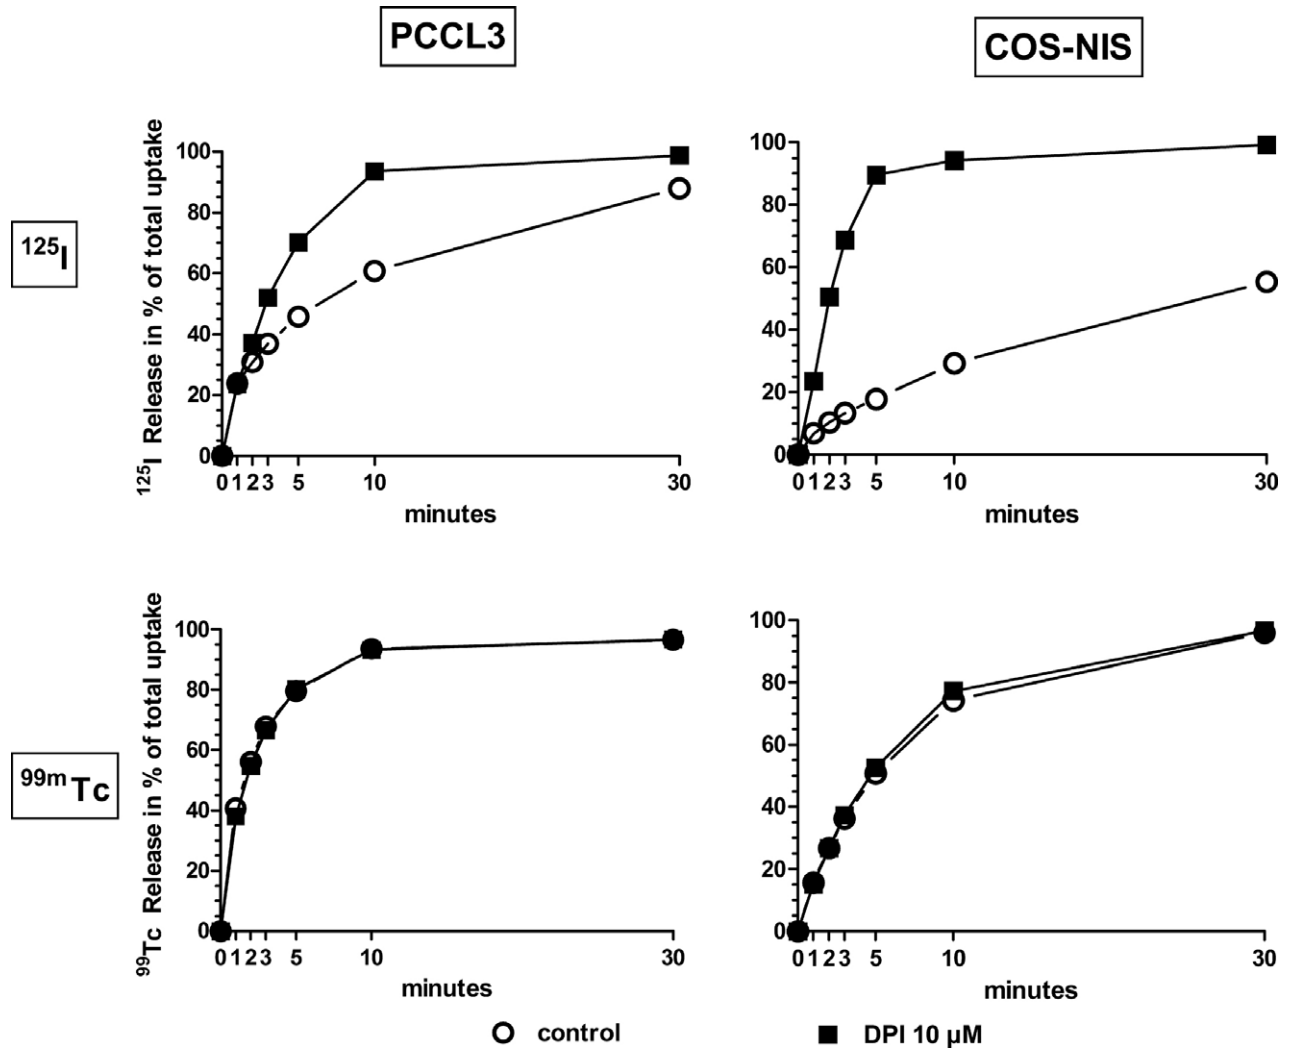 PCCL3
COS-NIS
¹²⁵I
¹²⁵I Release in % of total uptake
100
80
60
40
20
0
0 1 2 3 5 10 30
minutes
100
80
60
40
20
0
0 1 2 3 5 10 30
minutes
⁹⁹ᵐTc
⁹⁹Tc Release in % of total uptake
100
80
60
40
20
0
0 1 2 3 5 10 30
minutes
100
80
60
40
20
0
0 1 2 3 5 10 30
minutes
control
DPI 10 µM